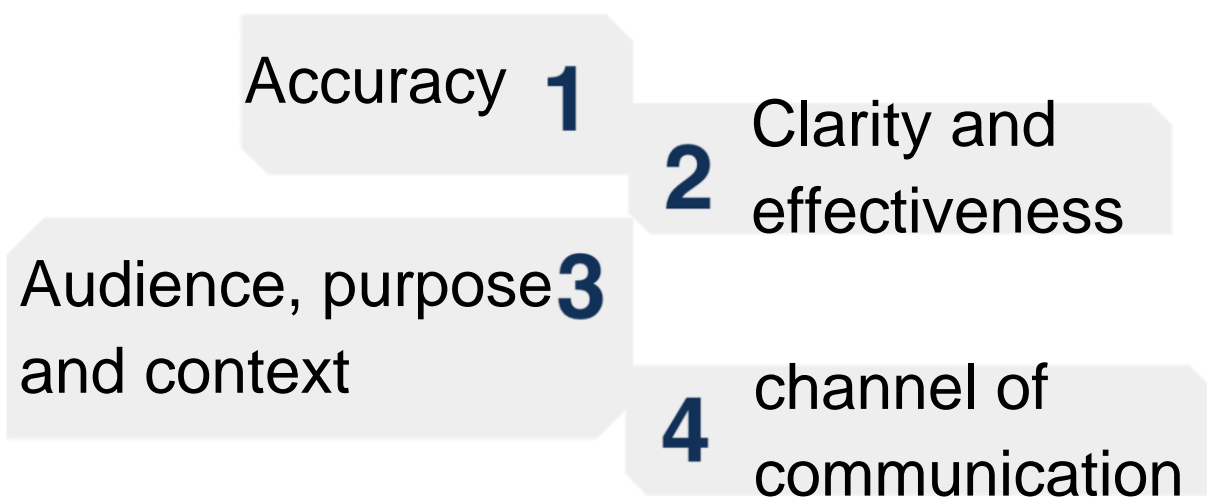 Accuracy 1
2 Clarity and
effectiveness
Audience, purpose 3
and context
4 channel of
communication